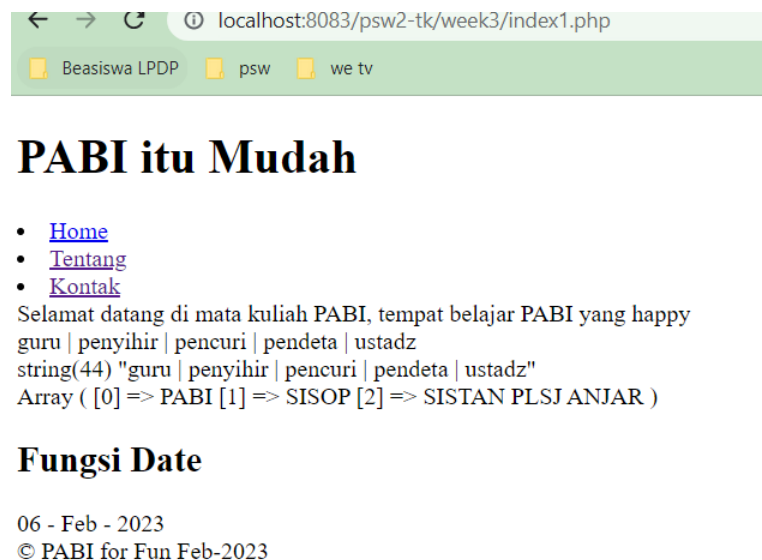 localhost:8083/psw2-tk/week3/index1.php
Beasiswa LPDP psw we tv
PABI itu Mudah
• Home
• Tentang
• Kontak
Selamat datang di mata kuliah PABI, tempat belajar PABI yang happy
guru | penyihir | pencuri | pendeta | ustadz
string(44) "guru | penyihir | pencuri | pendeta | ustadz"
Array ( [0] => PABI [1] => SISOP [2] => SISTAN PLSJ ANJAR )
Fungsi Date
06 - Feb - 2023
© PABI for Fun Feb-2023